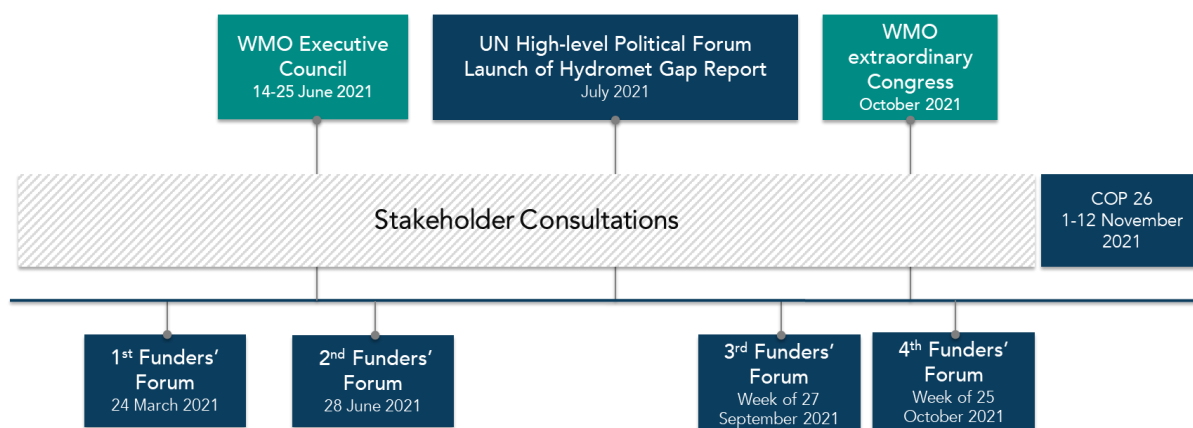 WMO Executive
Council
14-25 June 2021
UN High-level Political Forum
Launch of Hydromet Gap Report
July 2021
WMO
extraordinary
Congress
October 2021
Stakeholder Consultations
COP 26
1-12 November
2021
1st Funders’
Forum
24 March 2021
2nd Funders’
Forum
28 June 2021
3rd Funders’
Forum
Week of 27
September 2021
4th Funders’
Forum
Week of 25
October 2021